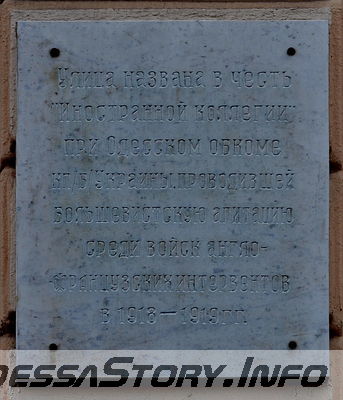 Улица названа в честь
"Иностранной коллегии"
при Одесском обкоме
КП/б/Украины,проводившей
большевистскую агитацию
среди войск англо-
французских интервентов
в 1918—1919 гг.
OdessaStory.Info